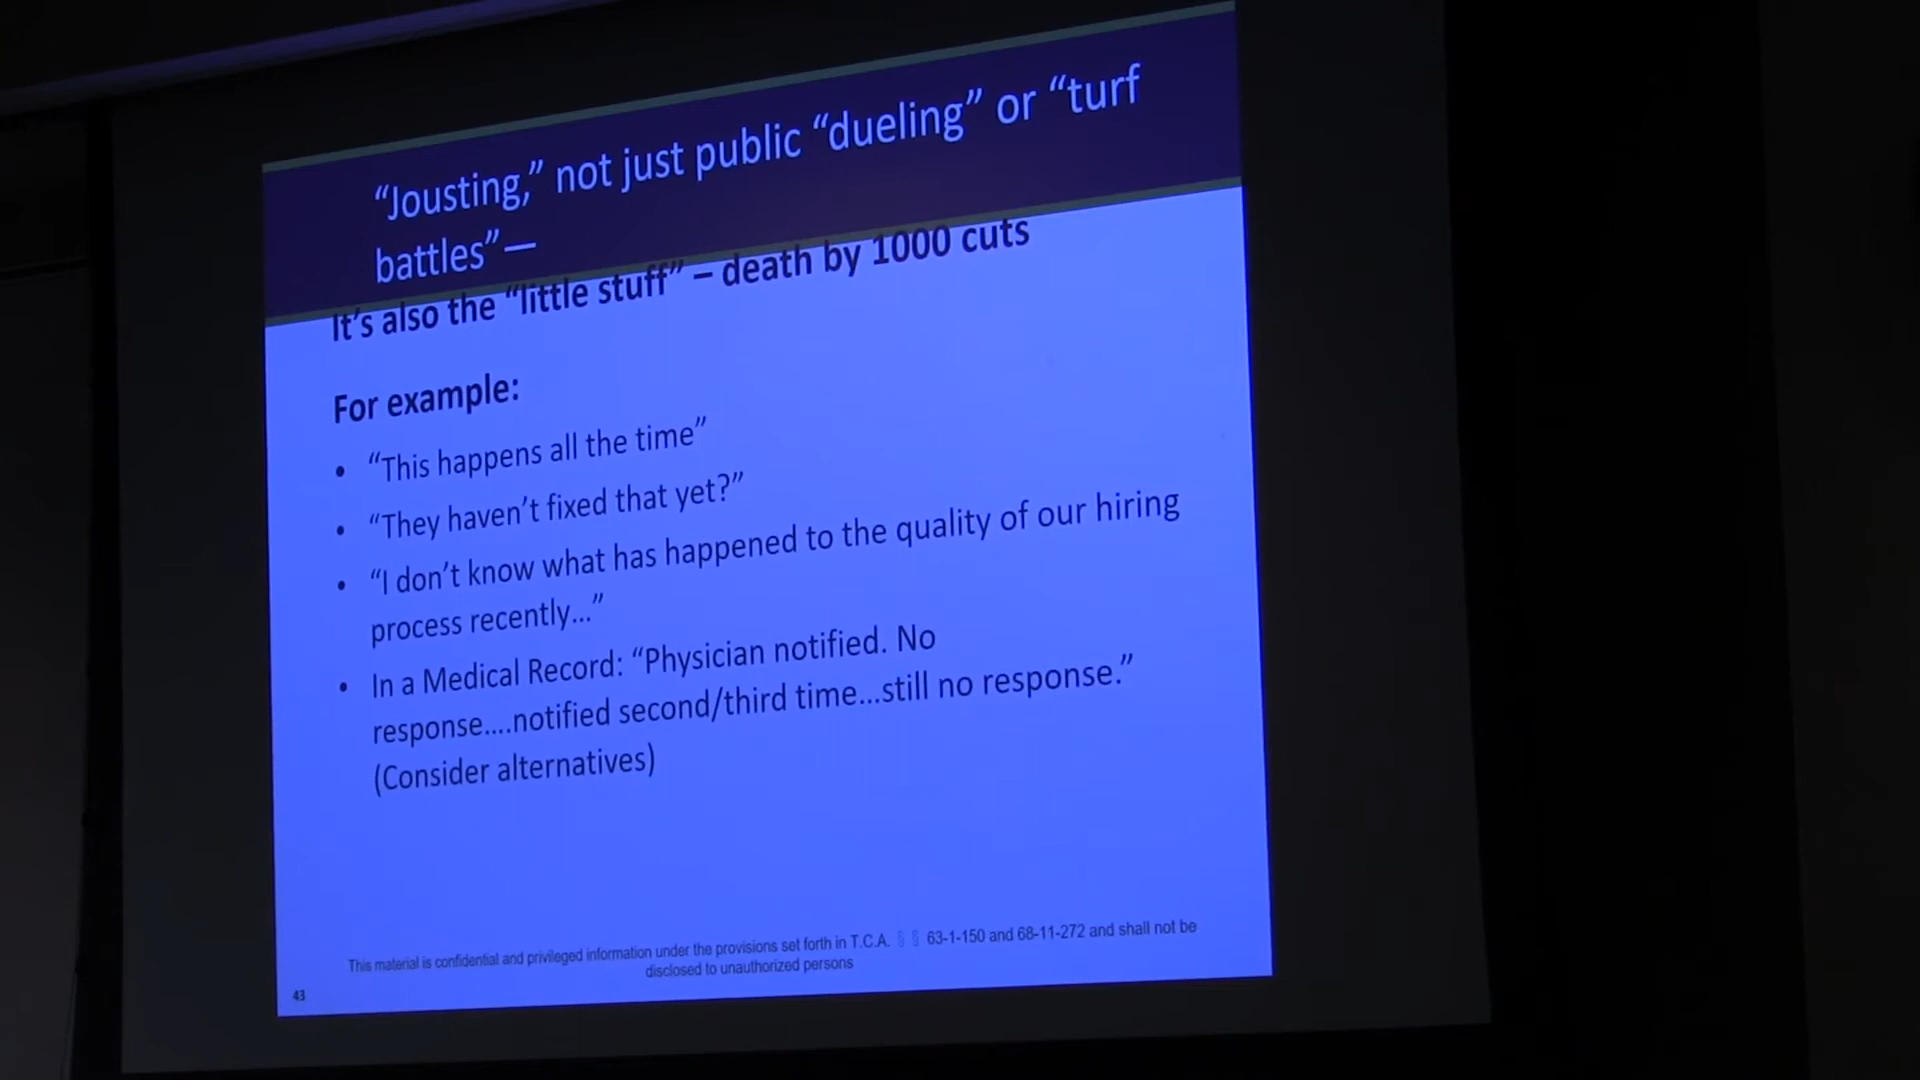 “Jousting,” not just public “dueling” or “turf
battles”—
It’s also the “little stuff” – death by 1000 cuts
For example:
• “This happens all the time”
• “They haven’t fixed that yet?”
• “I don’t know what has happened to the quality of our hiring
process recently...”
• In a Medical Record: “Physician notified. No
response....notified second/third time...still no response.”
(Consider alternatives)
This material is confidential and privileged information under the provisions set forth in T.C.A. § § 63-1-150 and 68-11-272 and shall not be
disclosed to unauthorized persons
43